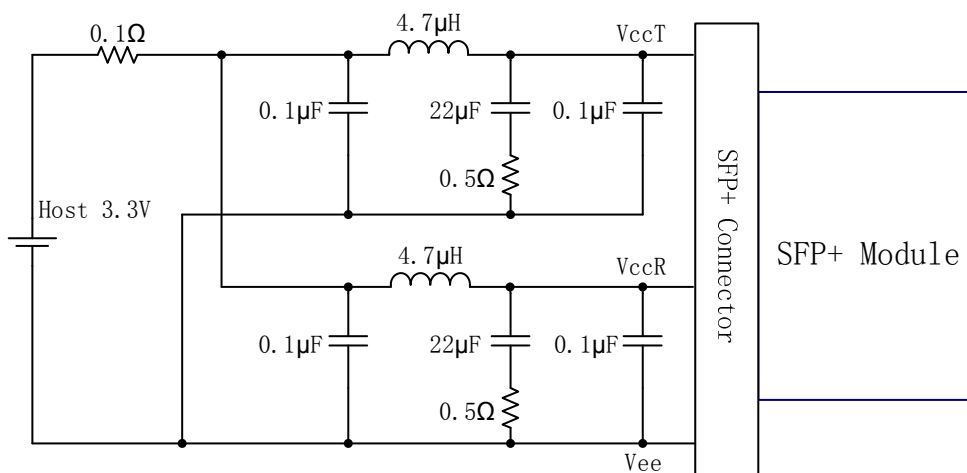 4.7μH
0.1Ω
VccT
0.1μF
22μF
0.1μF
0.5Ω
Host 3.3V
SFP+ Connector
SFP+ Module
4.7μH
VccR
0.1μF
22μF
0.1μF
0.5Ω
Vee